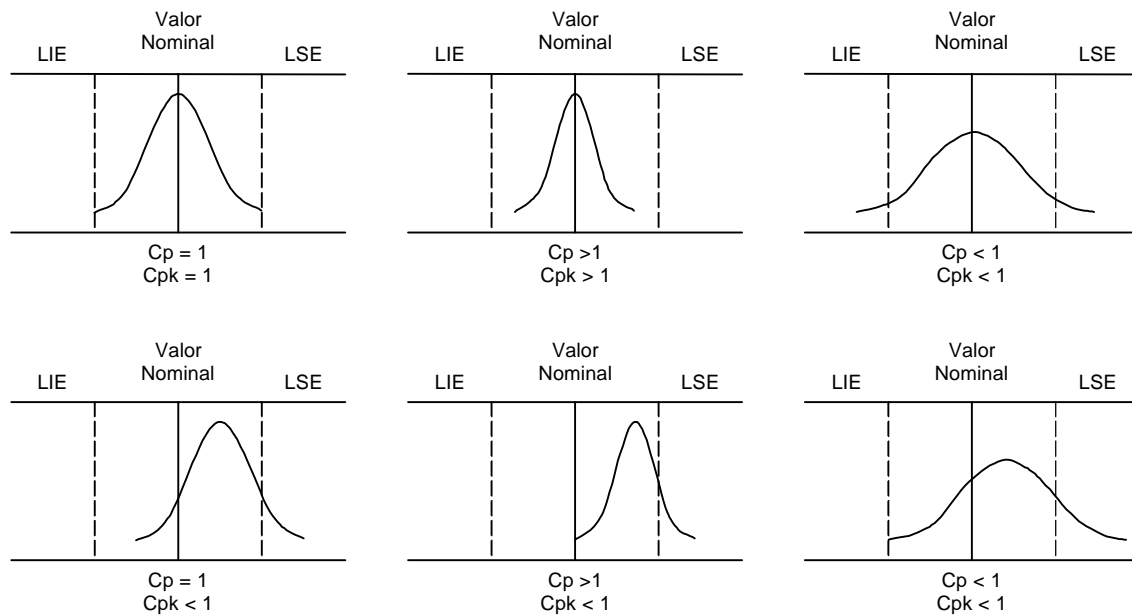 Valor
Nominal
LIE
LSE
Cp = 1
Cpk = 1
Valor
Nominal
LIE
LSE
Cp >1
Cpk > 1
Valor
Nominal
LIE
LSE
Cp < 1
Cpk < 1
Valor
Nominal
LIE
LSE
Cp = 1
Cpk < 1
Valor
Nominal
LIE
LSE
Cp >1
Cpk < 1
Valor
Nominal
LIE
LSE
Cp < 1
Cpk < 1